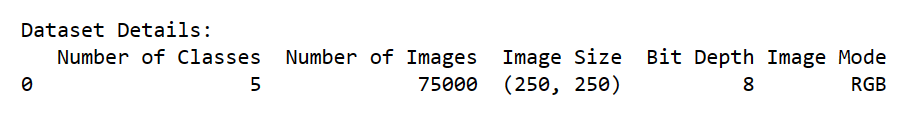 Dataset Details:
Number of Classes Number of Images Image Size Bit Depth Image Mode
0 5 75000 (250, 250) 8 RGB